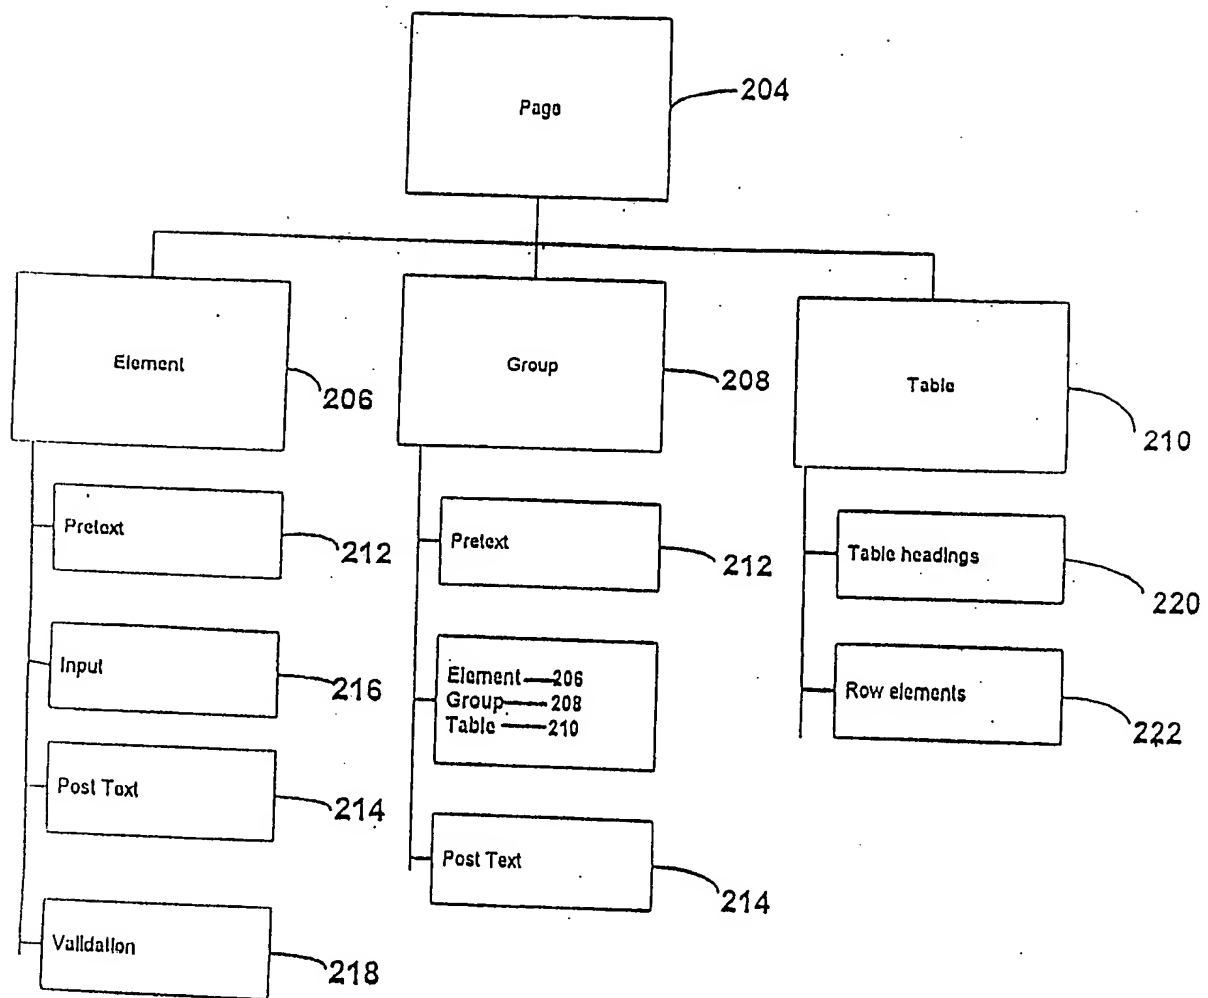 Page
204
Element
206
Group
208
Table
210
Pretext
212
Input
216
Post Text
214
Validation
218
Pretext
212
Element 206
Group 208
Table 210
Post Text
214
Table headings
220
Row elements
222